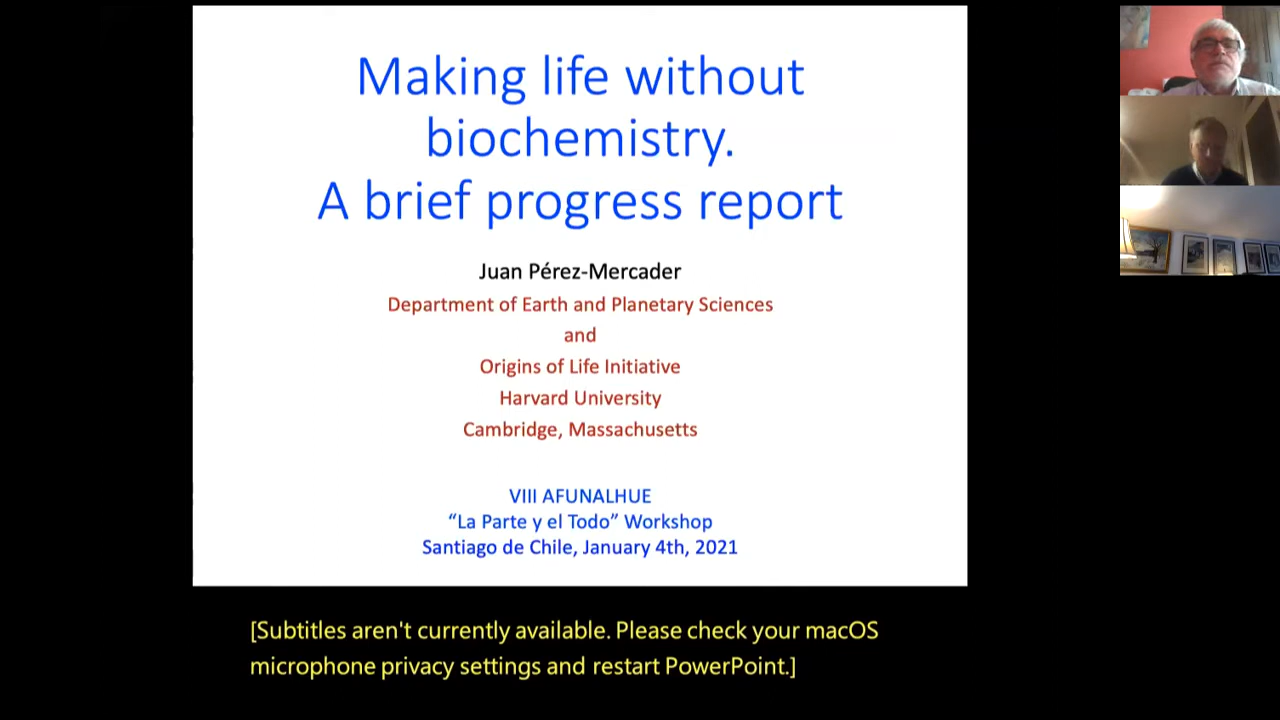 Making life without
biochemistry.
A brief progress report
Juan Pérez-Mercader
Department of Earth and Planetary Sciences
and
Origins of Life Initiative
Harvard University
Cambridge, Massachusetts
VIII AFUNALHUE
“La Parte y el Todo” Workshop
Santiago de Chile, January 4th, 2021
[Subtitles aren't currently available. Please check your macOS
microphone privacy settings and restart PowerPoint.]